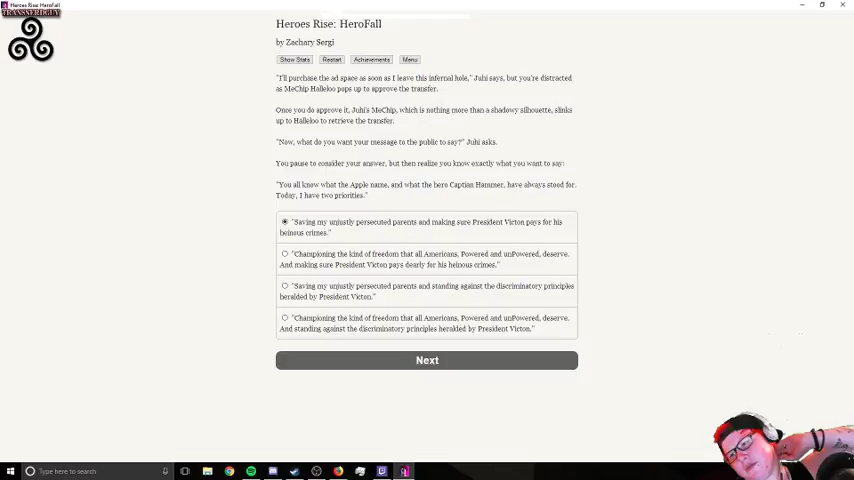 Heroes Rise: HeroFall
TRANSNERDGUY
Heroes Rise: HeroFall
by Zachary Sergi
Show Stats Restart Achievements Menu
"I'll purchase the ad space as soon as I leave this infernal hole," Juhi says, but you're distracted
as MeChip Halleloo pops up to approve the transfer.
Once you do approve it, Juhi's MeChip, which is nothing more than a shadowy silhouette, slinks
up to Halleloo to retrieve the transfer.
"Now, what do you want your message to the public to say?" Juhi asks.
You pause to consider your answer, but then realize you know exactly what you want to say:
"You all know what the Apple name, and what the hero Captian Hammer, have always stood for.
Today, I have two priorities."
"Saving my unjustly persecuted parents and making sure President Victon pays for his
heinous crimes."
"Championing the kind of freedom that all Americans, Powered and unPowered, deserve.
And making sure President Victon pays dearly for his heinous crimes."
"Saving my unjustly persecuted parents and standing against the discriminatory principles
heralded by President Victon."
"Championing the kind of freedom that all Americans, Powered and unPowered, deserve.
And standing against the discriminatory principles heralded by President Victon."
Next
Type here to search